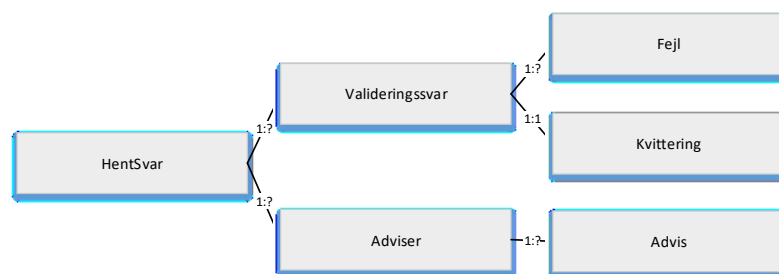 Fejl
1:?
Valideringssvar
1:1
1:?
Kvittering
HentSvar
1:?
Adviser
1:?
Advis